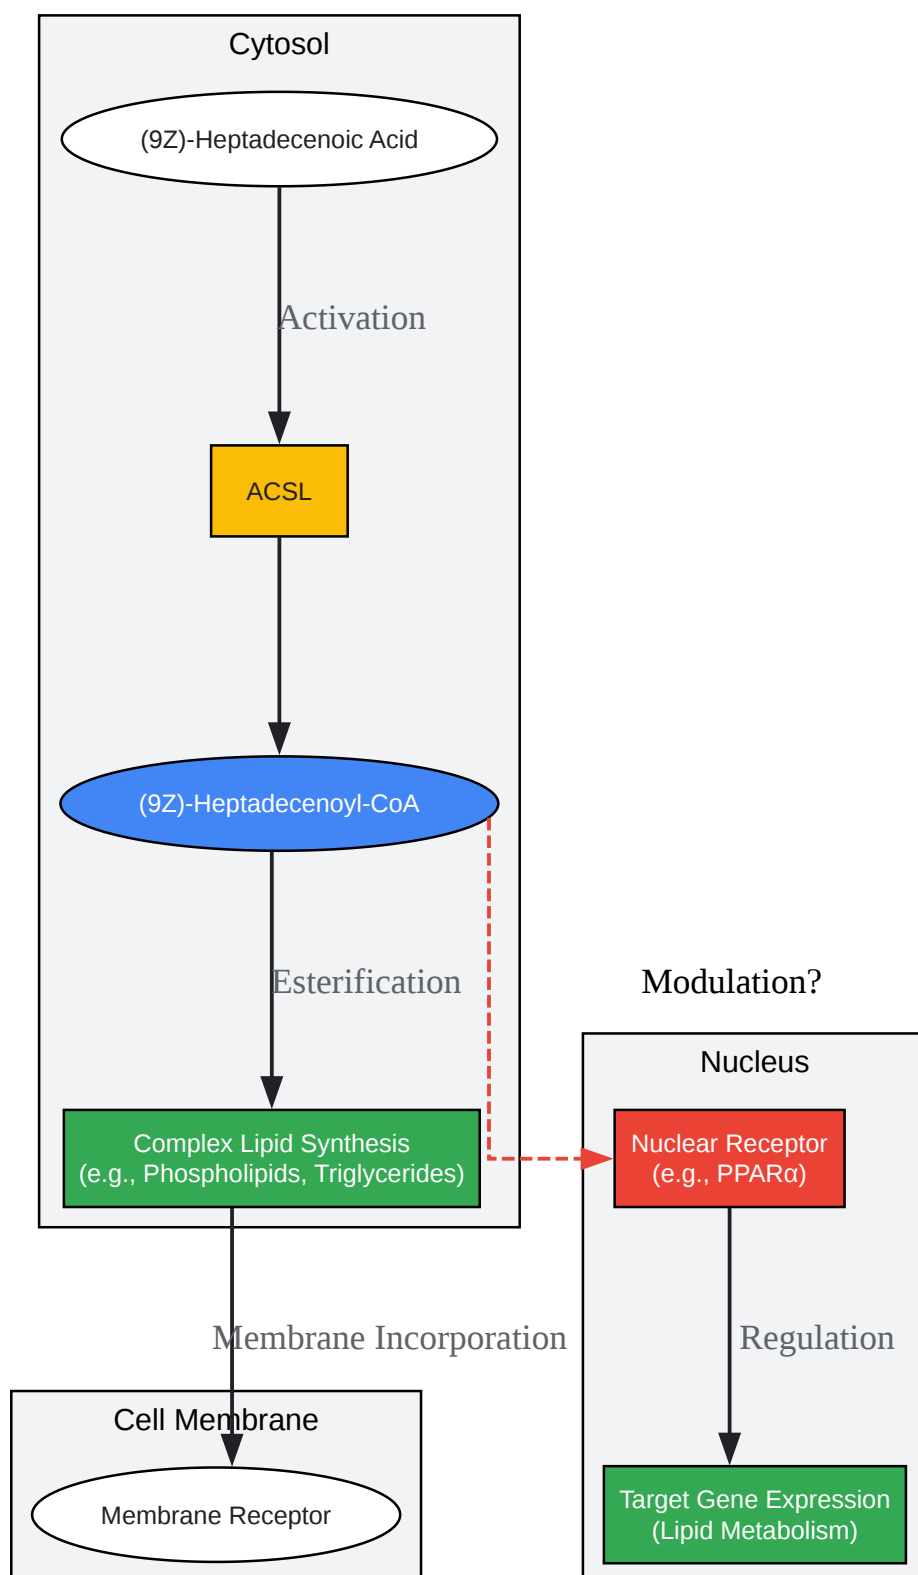 Cytosol
(9Z)-Heptadecenoic Acid
Activation
ACSL
(9Z)-Heptadecenoyl-CoA
Esterification
Modulation?
Nucleus
Complex Lipid Synthesis
(e.g., Phospholipids, Triglycerides)
Nuclear Receptor
(e.g., PPARα)
Membrane Incorporation
Regulation
Cell Membrane
Membrane Receptor
Target Gene Expression
(Lipid Metabolism)